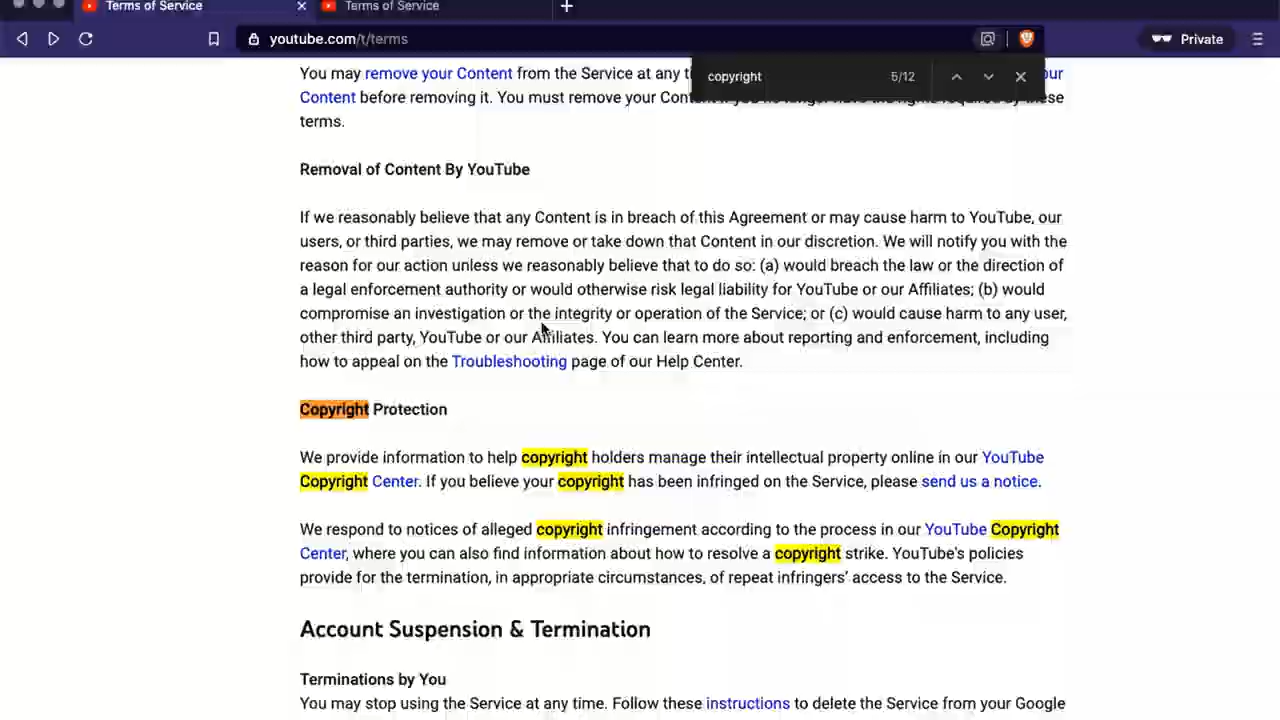 Terms of Service
Terms of Service
youtube.com/t/terms
Private
copyright 5/12
You may remove your Content from the Service at any
Content before removing it. You must remove your
terms.
Removal of Content By YouTube
If we reasonably believe that any Content is in breach of this Agreement or may cause harm to YouTube, our
users, or third parties, we may remove or take down that Content in our discretion. We will notify you with the
reason for our action unless we reasonably believe that to do so: (a) would breach the law or the direction of
a legal enforcement authority or would otherwise risk legal liability for YouTube or our Affiliates; (b) would
compromise an investigation or the integrity or operation of the Service; or (c) would cause harm to any user,
other third party, YouTube or our Affiliates. You can learn more about reporting and enforcement, including
how to appeal on the Troubleshooting page of our Help Center.
Copyright Protection
We provide information to help copyright holders manage their intellectual property online in our YouTube
Copyright Center. If you believe your copyright has been infringed on the Service, please send us a notice.
We respond to notices of alleged copyright infringement according to the process in our YouTube Copyright
Center, where you can also find information about how to resolve a copyright strike. YouTube's policies
provide for the termination, in appropriate circumstances, of repeat infringers’ access to the Service.
Account Suspension & Termination
Terminations by You
You may stop using the Service at any time. Follow these instructions to delete the Service from your Google